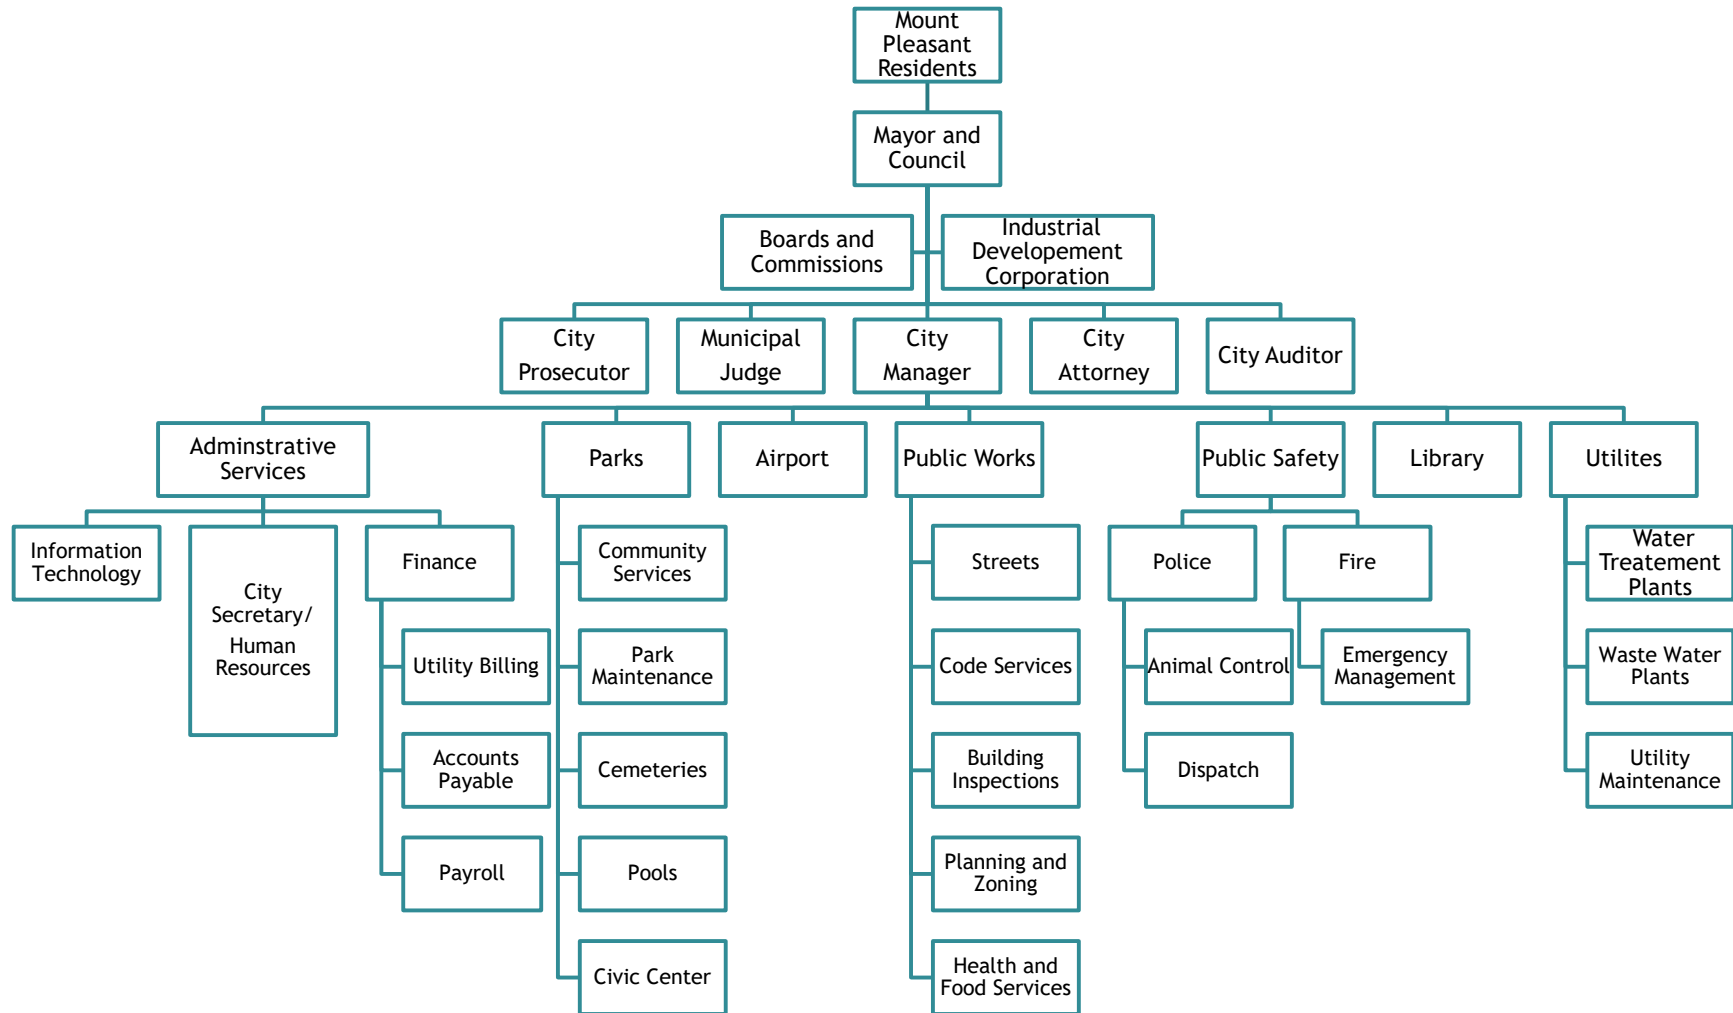 Mount
Pleasant
Residents
Mayor and
Council
Boards and
Commissions
Industrial
Developement
Corporation
City
Prosecutor
Municipal
Judge
City
Manager
City
Attorney
City Auditor
Adminstrative
Services
Parks
Airport
Public Works
Public Safety
Library
Utilites
Information
Technology
City
Secretary/
Human
Resources
Finance
Utility Billing
Accounts
Payable
Payroll
Community
Services
Park
Maintenance
Cemeteries
Pools
Civic Center
Streets
Code Services
Building
Inspections
Planning and
Zoning
Health and
Food Services
Police
Animal Control
Dispatch
Fire
Emergency
Management
Water
Treatement
Plants
Waste Water
Plants
Utility
Maintenance